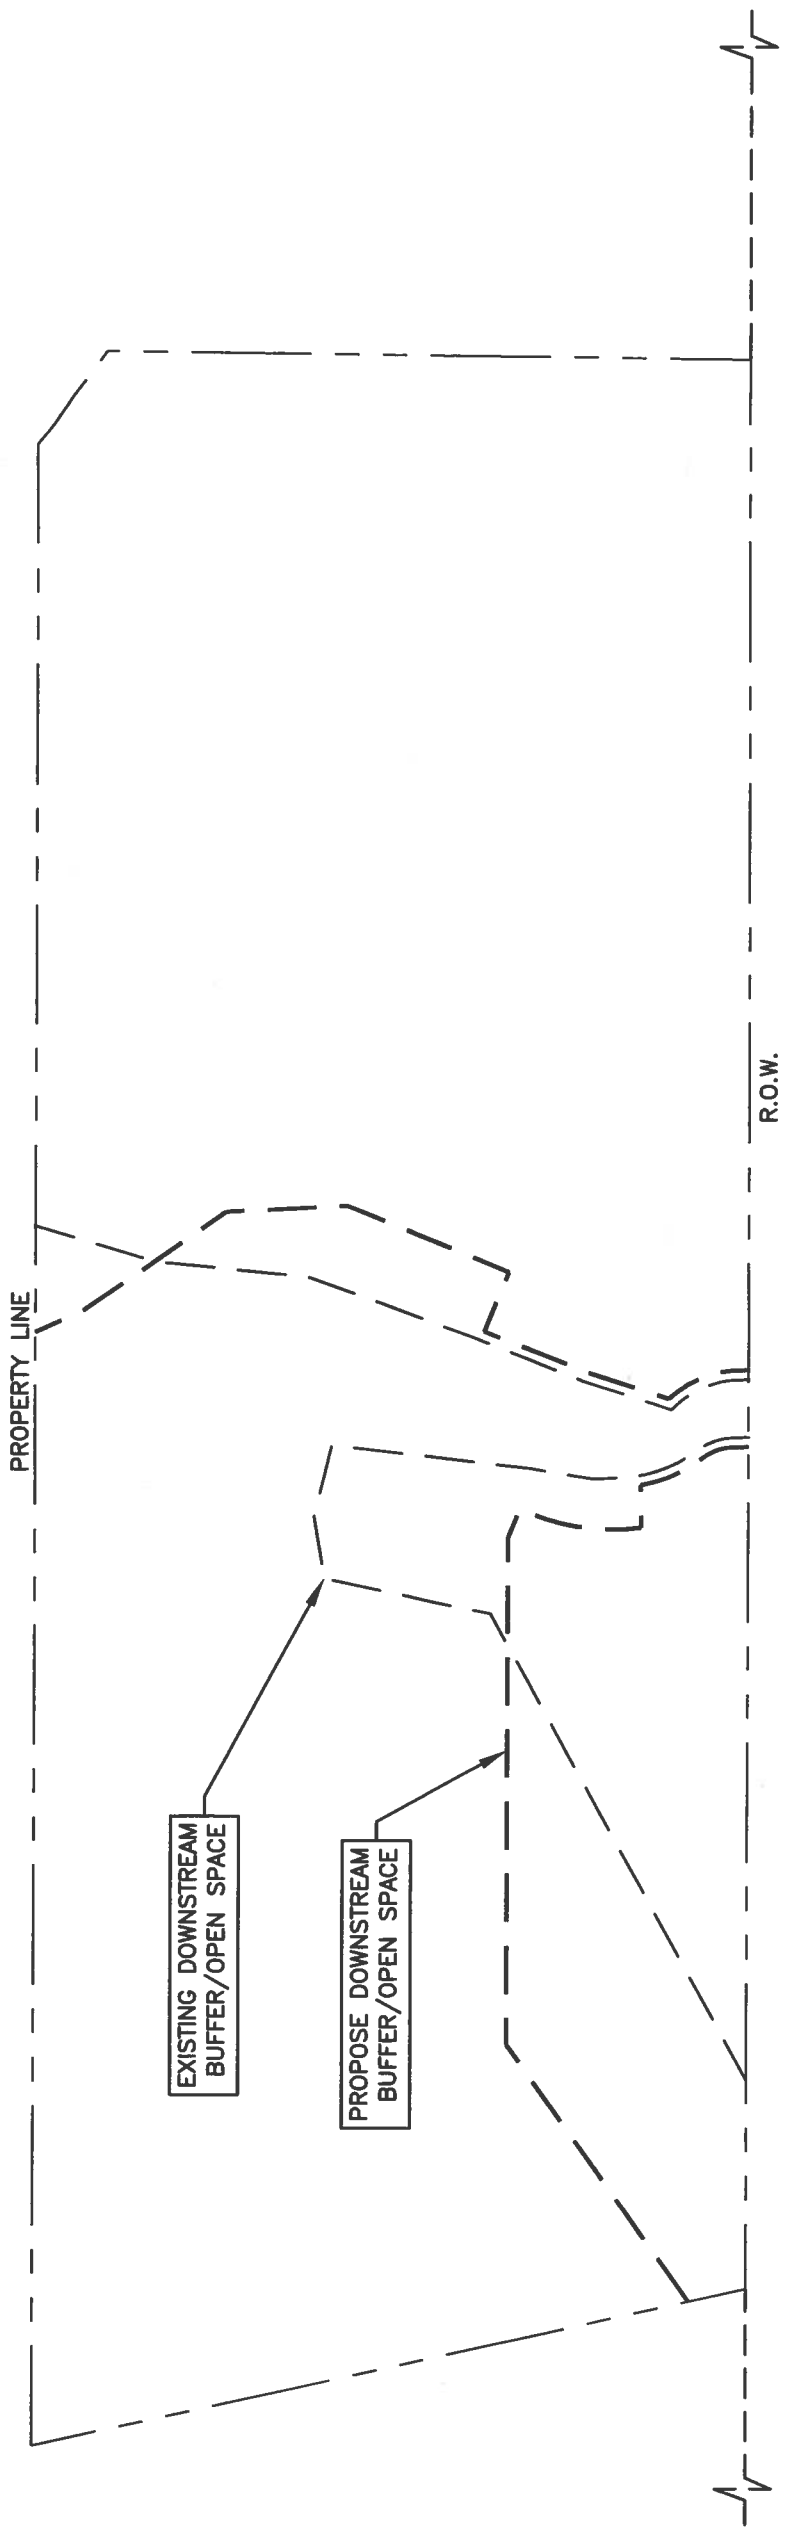 PROPERTY LINE
EXISTING DOWNSTREAM
BUFFER/OPEN SPACE
PROPOSE DOWNSTREAM
BUFFER/OPEN SPACE
R.O.W.